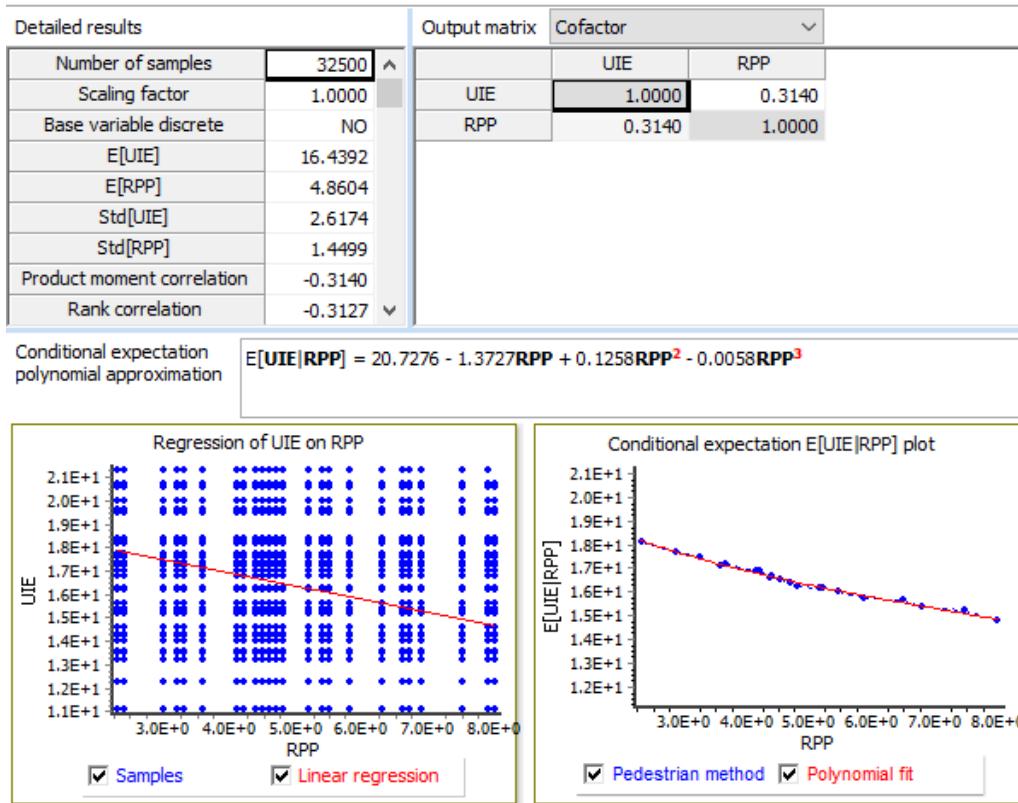 Detailed results
Number of samples 32500
Scaling factor 1.0000
Base variable discrete NO
E[UIE] 16.4392
E[RPP] 4.8604
Std[UIE] 2.6174
Std[RPP] 1.4499
Product moment correlation -0.3140
Rank correlation -0.3127
Output matrix Cofactor
UIE RPP
UIE 1.0000 0.3140
RPP 0.3140 1.0000
Conditional expectation
polynomial approximation
E[UIE|RPP] = 20.7276 - 1.3727RPP + 0.1258RPP² - 0.0058RPP³
Regression of UIE on RPP
2.1E+1
2.0E+1
1.9E+1
1.8E+1
1.7E+1
1.6E+1
1.5E+1
1.4E+1
1.3E+1
1.2E+1
1.1E+1
UIE
3.0E+0 4.0E+0 5.0E+0 6.0E+0 7.0E+0 8.0E+0
RPP
Samples Linear regression
Conditional expectation E[UIE|RPP] plot
2.1E+1
2.0E+1
1.9E+1
1.8E+1
1.7E+1
1.6E+1
1.5E+1
1.4E+1
1.3E+1
1.2E+1
E[UIE|RPP]
3.0E+0 4.0E+0 5.0E+0 6.0E+0 7.0E+0 8.0E+0
RPP
Pedestrian method Polynomial fit